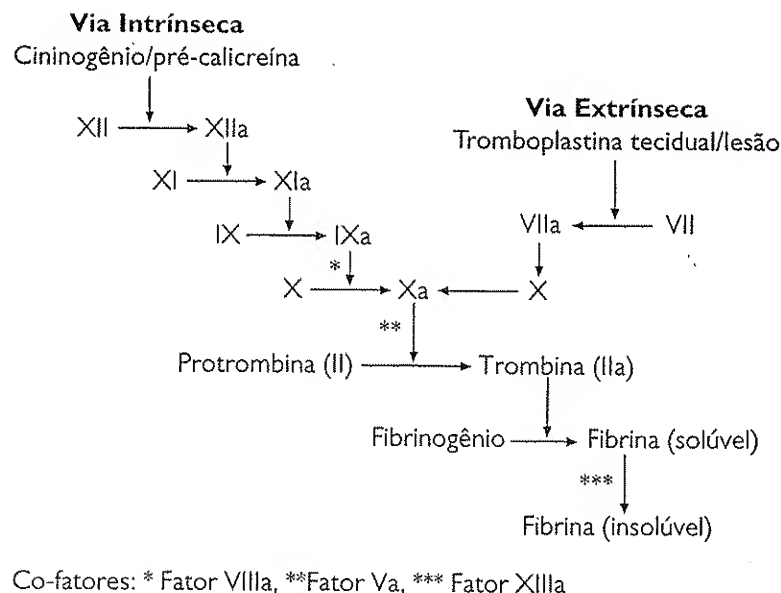 Via Intrínseca
Cininogênio/pré-calicreína
Via Extrínseca
Tromboplastina tecidual/lesão
XII XIIa
XI XIa
IX IXa
VIIa VII
*
X Xa X
**
Protrombina (II) Trombina (IIa)
Fibrinogênio Fibrina (solúvel)
***
Fibrina (insolúvel)
Co-fatores: * Fator VIIIa, **Fator Va, *** Fator XIIIa